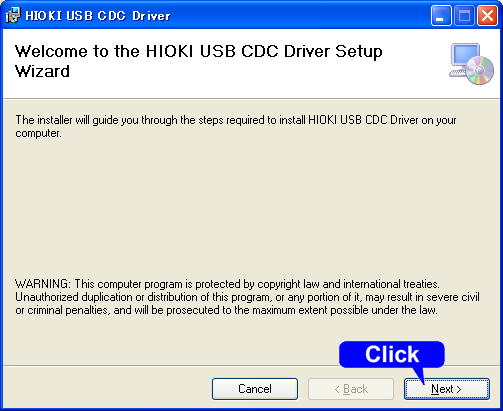 HIOKI USB CDC Driver
Welcome to the HIOKI USB CDC Driver Setup
Wizard
The installer will guide you through the steps required to install HIOKI USB CDC Driver on your
computer.
WARNING: This computer program is protected by copyright law and international treaties.
Unauthorized duplication or distribution of this program, or any portion of it, may result in severe civil
or criminal penalties, and will be prosecuted to the maximum extent possible under the law.
Click
Cancel
< Back
Next >